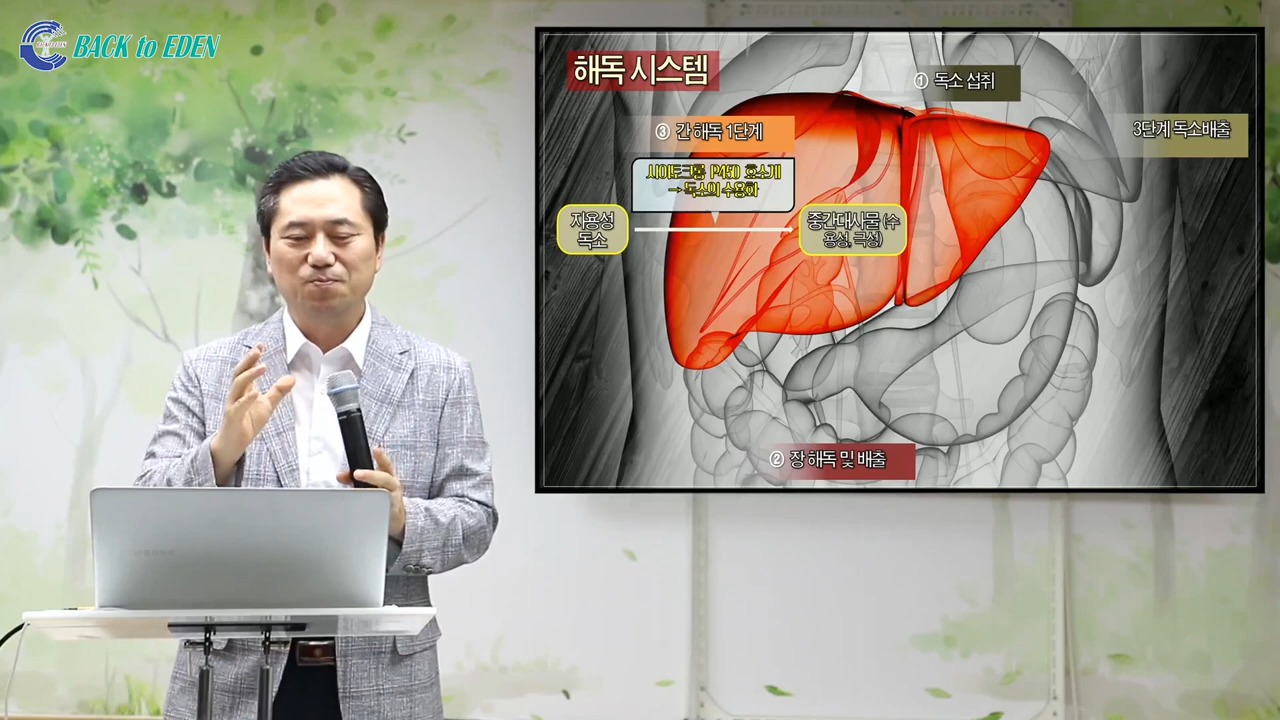 BACK to EDEN
해독 시스템
① 독소 섭취
③ 간 해독 1단계
3단계 독소배출
시이토크롬 P450 효소계
→ 독소의 수용화
지용성
독소
중간대사물 (수
용성, 극성)
② 장 해독 및 배출